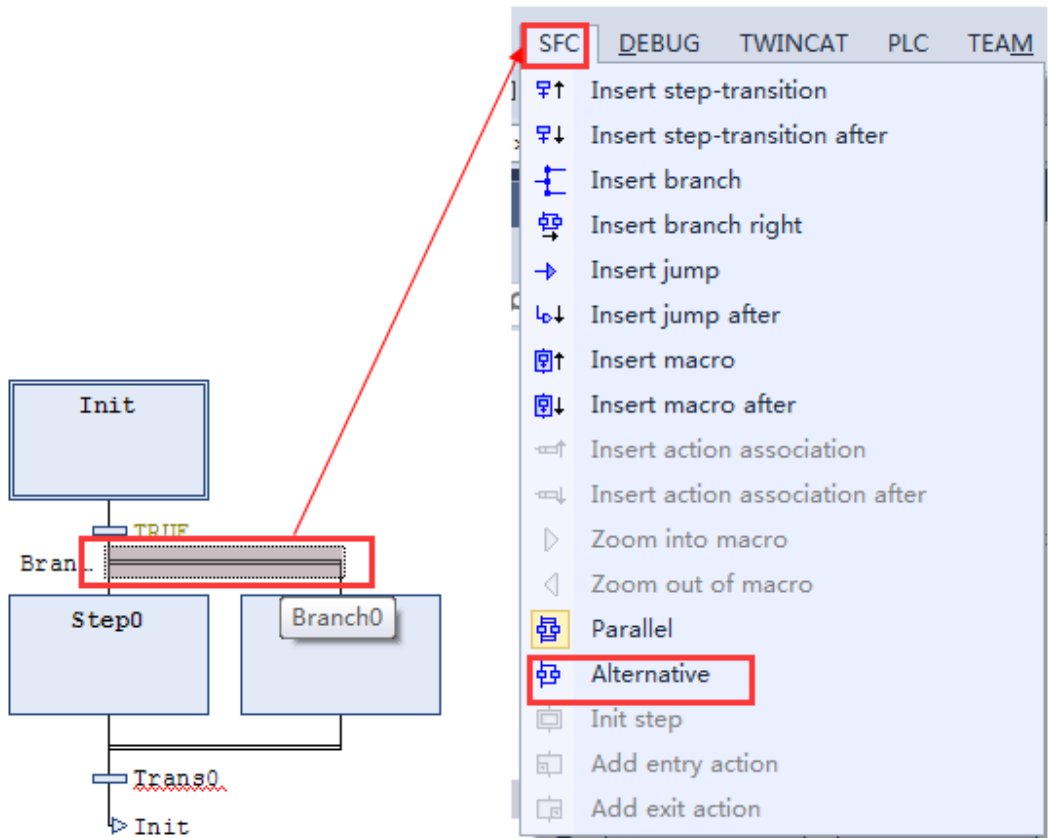 SFC DEBUG TWINCAT PLC TEAM
Insert step-transition
Insert step-transition after
Insert branch
Insert branch right
Insert jump
Insert jump after
Insert macro
Insert macro after
Insert action association
Insert action association after
Zoom into macro
Zoom out of macro
Parallel
Alternative
Init step
Add entry action
Add exit action
Init
TRUE
Bran..
Step0
Branch0
Trans0
Init